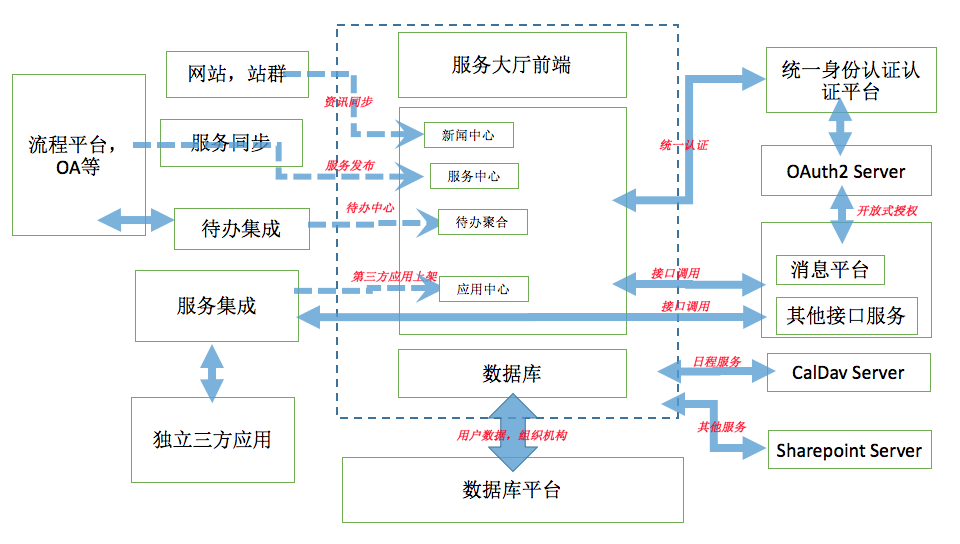 网站，站群
服务大厅前端
统一身份认证认
证平台
资讯同步
流程平台，
OA等
服务同步
新闻中心
统一认证
服务发布
服务中心
OAuth2 Server
待办中心
待办集成
待办聚合
开放式授权
第三方应用上架
接口调用
消息平台
服务集成
应用中心
接口调用
其他接口服务
数据库
日程服务
CalDav Server
独立三方应用
用户数据，组织机构
其他服务
Sharepoint Server
数据库平台